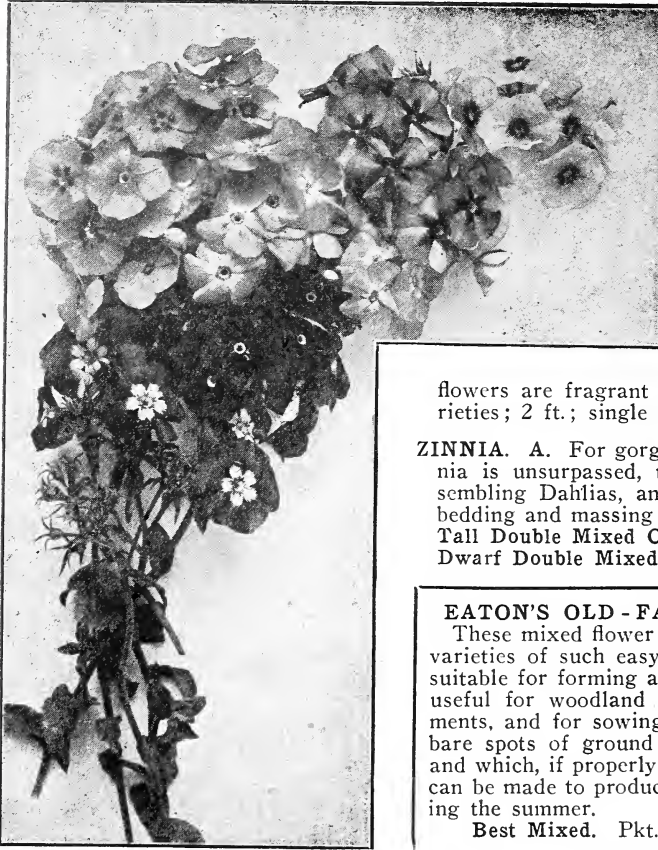 flowers are fragrant
rieties; 2 ft.; single
ZINNIA. A. For gorg
nia is unsurpassed, t
sembling Dahlias, an
bedding and massing
Tall Double Mixed C
Dwarf Double Mixed
EATON'S OLD-FA
These mixed flower
varieties of such easy
suitable for forming a
useful for woodland
ments, and for sowing
bare spots of ground
and which, if properly
can be made to produc
ing the summer.
Best Mixed. Pkt.